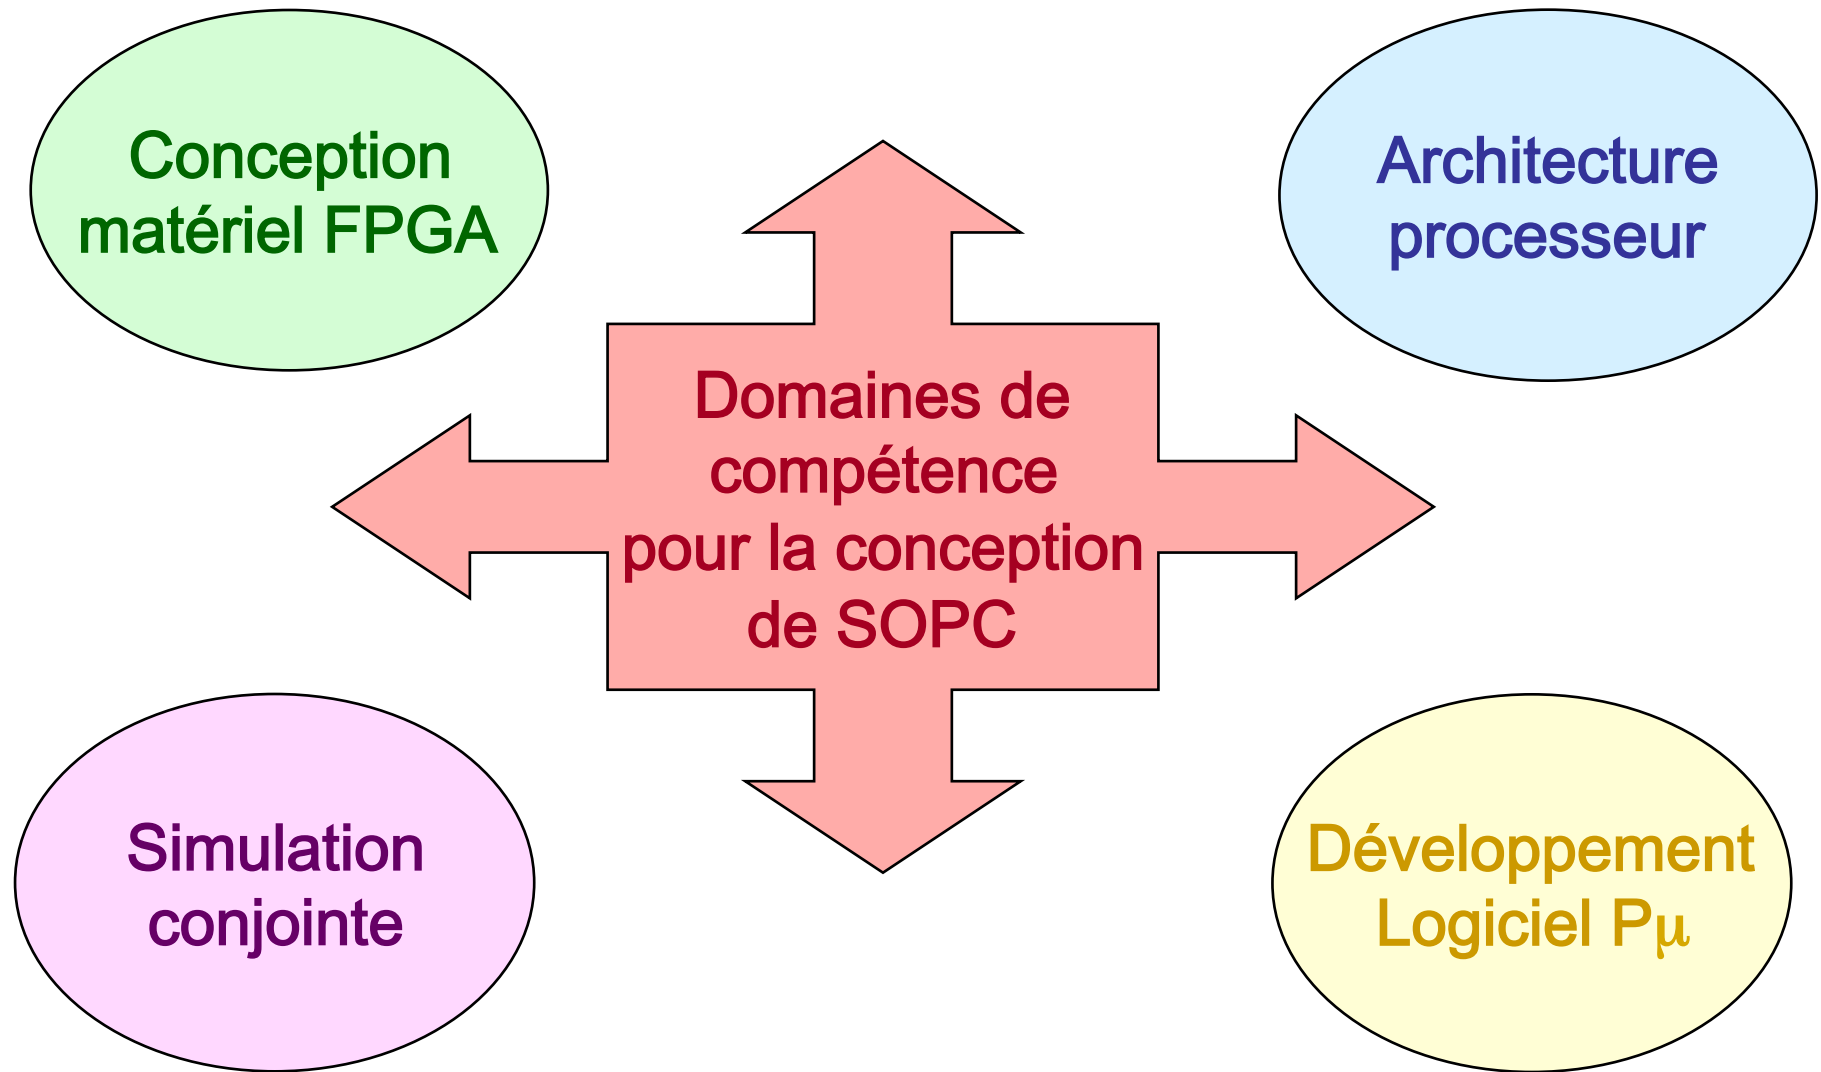 Conception
matériel FPGA
Architecture
processeur
Domaines de
compétence
pour la conception
de SOPC
Simulation
conjointe
Développement
Logiciel Pμ